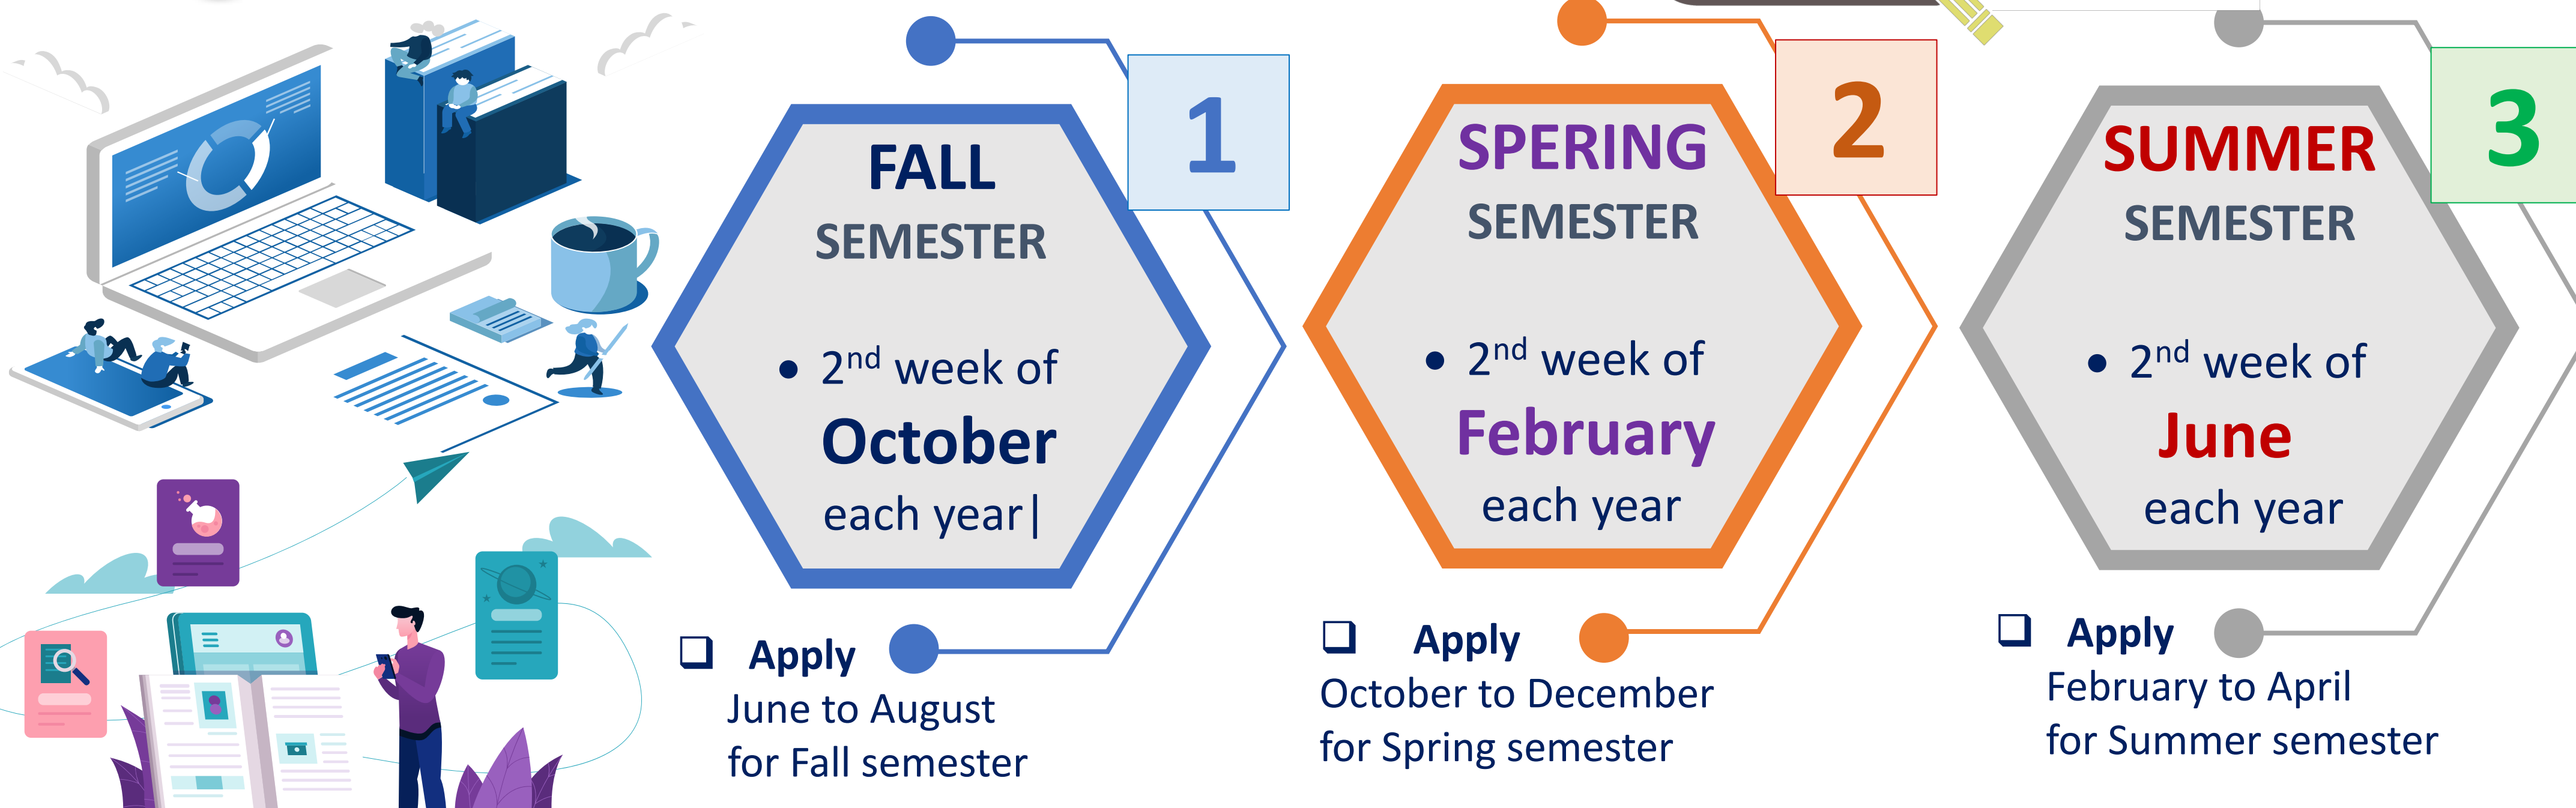 1
FALL
SEMESTER
• 2nd week of
October
each year|
❑ Apply
June to August
for Fall semester
2
SPERING
SEMESTER
• 2nd week of
February
each year
❑ Apply
October to December
for Spring semester
3
SUMMER
SEMESTER
• 2nd week of
June
each year
❑ Apply
February to April
for Summer semester